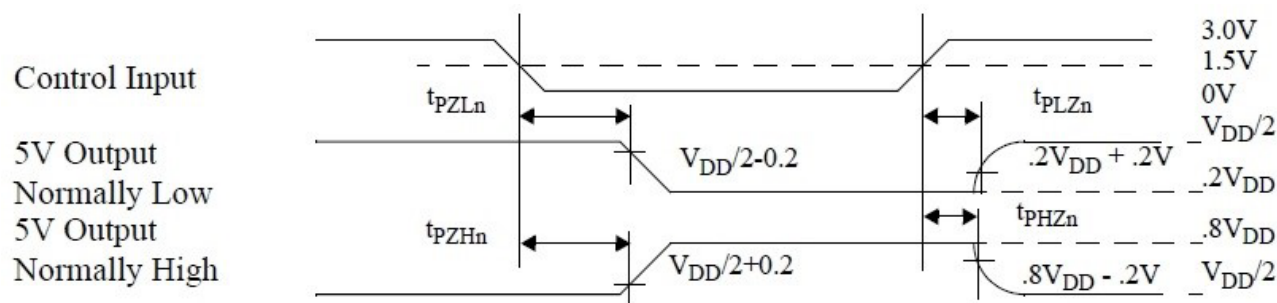 3.0V
Control Input
1.5V
0V
tPZLn
tPLZn
VDD/2
5V Output
VDD/2-0.2
.2VDD + .2V
Normally Low
.2VDD
5V Output
tPZHn
tPHZn
.8VDD
Normally High
VDD/2+0.2
.8VDD - .2V
VDD/2